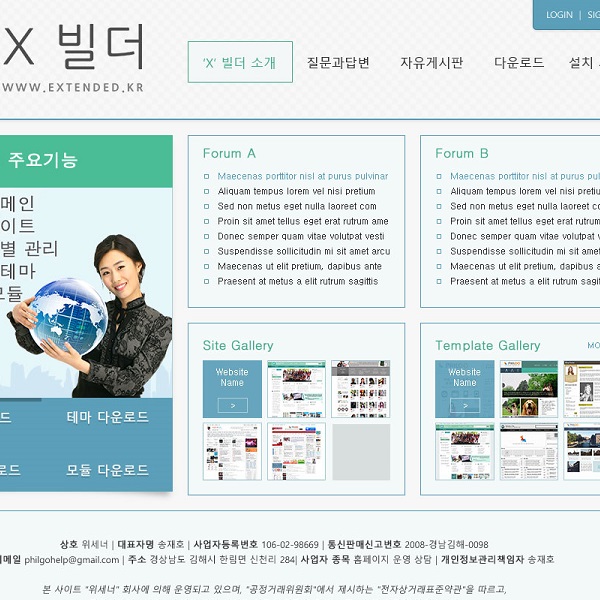 LOGIN | SIG
X 빌더
WWW.EXTENDED.KR
'X' 빌더 소개
질문과답변
자유게시판
다운로드
설치
주요기능
메인
이트
별 관리
테마
모듈
드
테마 다운로드
로드
모듈 다운로드
Forum A
Maecenas porttitor nisl at purus pulvinar
Aliquam tempus lorem vel nisi pretium
Sed non metus eget nulla laoreet com
Proin sit amet tellus eget erat rutrum ame
Donec semper quam vitae volutpat vesti
Suspendisse sollicitudin mi sit amet arcu
Maecenas ut elit pretium, dapibus ante
Praesent at metus a elit rutrum sagittis
Forum B
Maecenas porttitor nisl at purus pul
Aliquam tempus lorem vel nisi pretium
Sed non metus eget nulla laoreet co
Proin sit amet tellus eget erat rutrum
Donec semper quam vitae volutpat v
Suspendisse sollicitudin mi sit amet
Maecenas ut elit pretium, dapibus a
Praesent at metus a elit rutrum sagi
Site Gallery
Website
Name
>
Template Gallery
MO
Website
Name
>
상호 위세너 | 대표자명 송재호 | 사업자등록번호 106-02-98669 | 통신판매신고번호 2008-경남김해-0098
메일 philgohelp@gmail.com | 주소 경상남도 김해시 한림면 신천리 284| 사업자 종목 홈페이지 운영 상담 | 개인정보관리책임자 송재호
본 사이트 "위세너" 회사에 의해 운영되고 있으며, "공정거래위원회"에서 제시하는 "전자상거래표준약관"을 따르고,